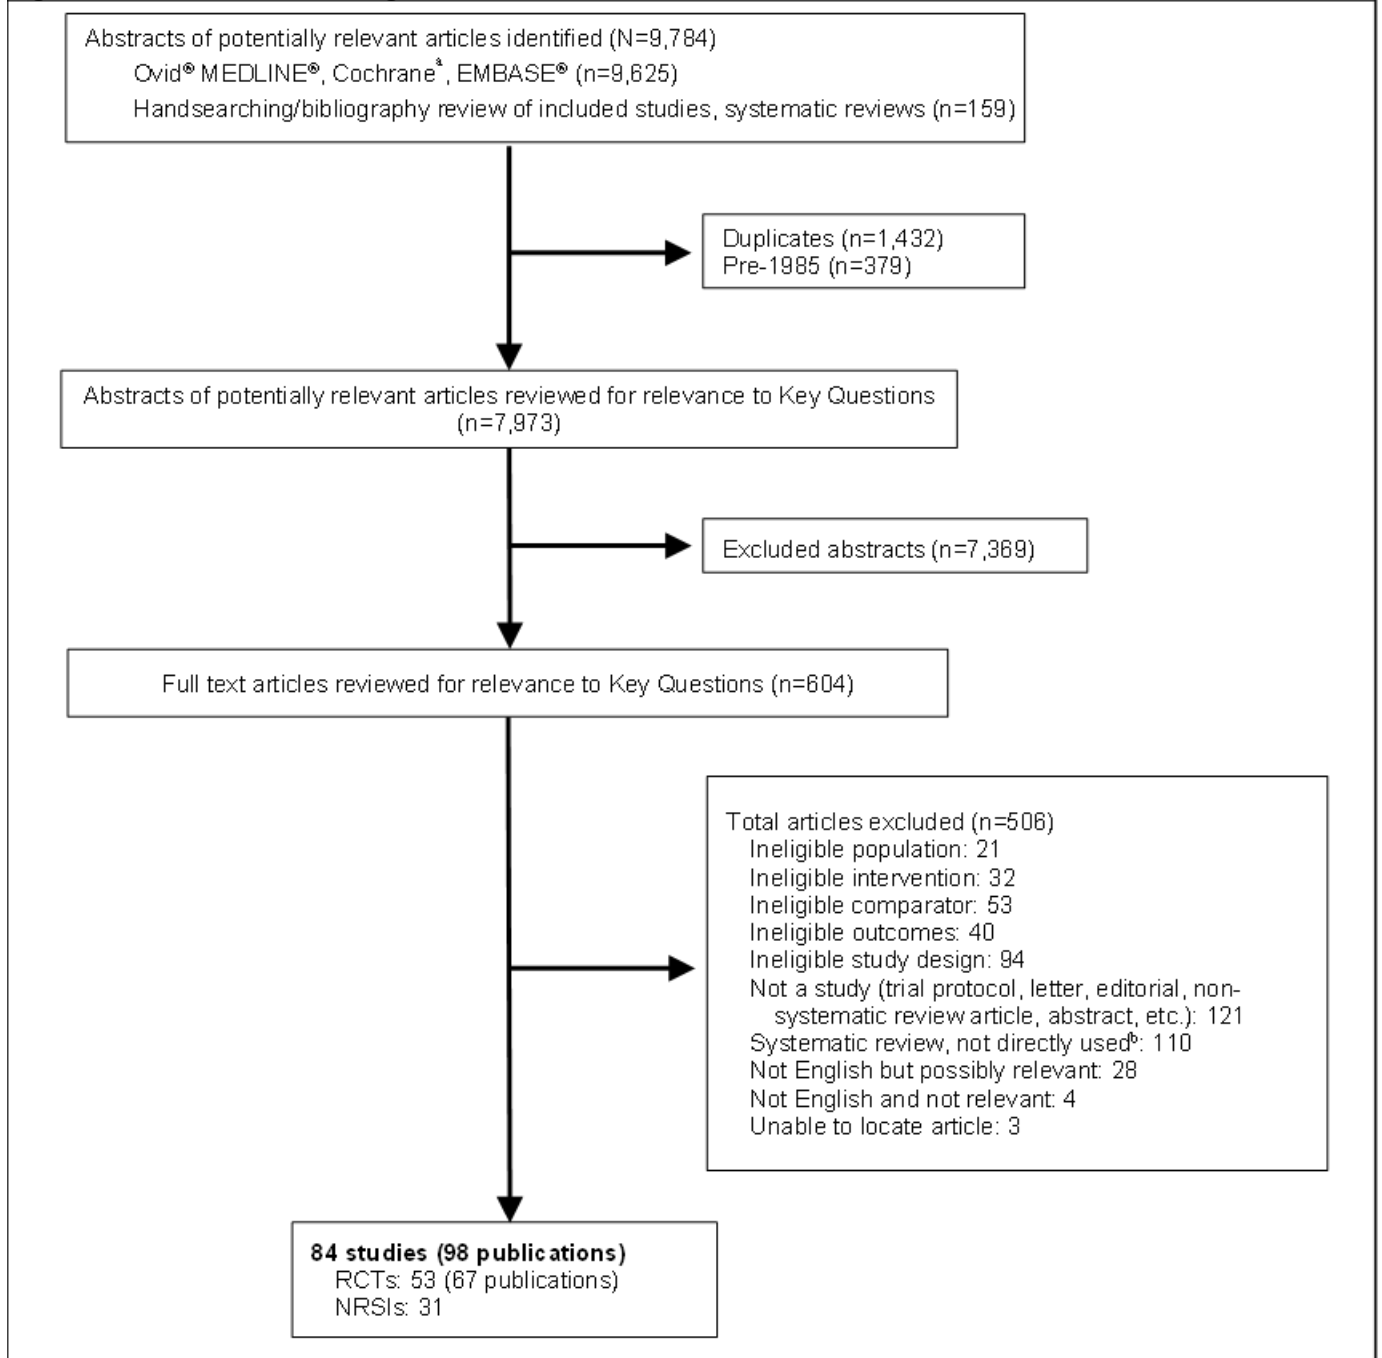 Abstracts of potentially relevant articles identified (N=9,784)
Ovid® MEDLINE®, Cochraneª, EMBASE® (n=9,625)
Handsearching/bibliography review of included studies, systematic reviews (n=159)
Duplicates (n=1,432)
Pre-1985 (n=379)
Abstracts of potentially relevant articles reviewed for relevance to Key Questions
(n=7,973)
Excluded abstracts (n=7,369)
Full text articles reviewed for relevance to Key Questions (n=604)
Total articles excluded (n=506)
Ineligible population: 21
Ineligible intervention: 32
Ineligible comparator: 53
Ineligible outcomes: 40
Ineligible study design: 94
Not a study (trial protocol, letter, editorial, non-
systematic review article, abstract, etc.): 121
Systematic review, not directly usedᵇ: 110
Not English but possibly relevant: 28
Not English and not relevant: 4
Unable to locate article: 3
84 studies (98 publications)
RCTs: 53 (67 publications)
NRSIs: 31